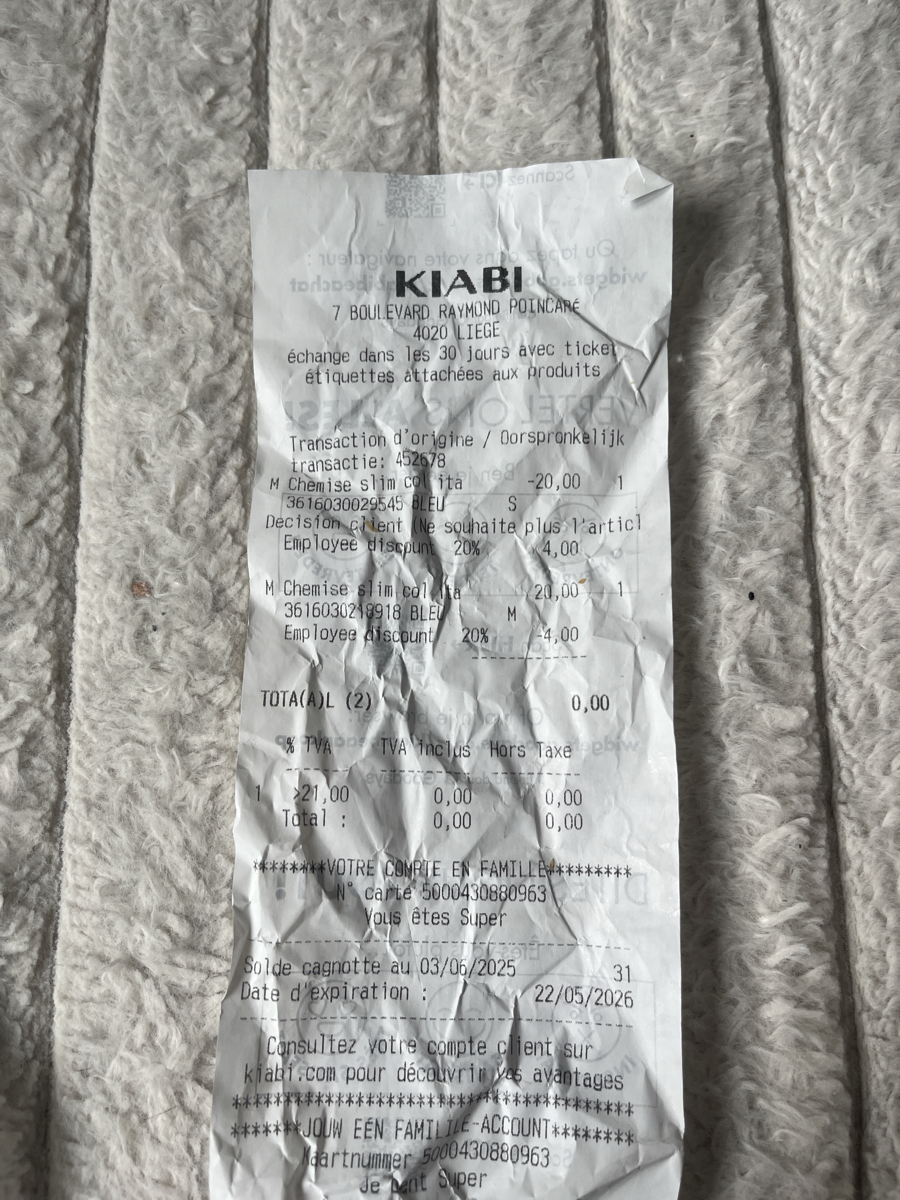 KIABI
7 BOULEVARD RAYMOND POINCARÉ
4020 LIEGE
échange dans les 30 jours avec ticket
étiquettes attachées aux produits
Transaction d'origine / Oorspronkelijk
transactie: 452678
M Chemise slim col ita -20,00 1
3616030029545 BLEU S
Décision client (Ne souhaite plus l'articl
Employee discount 20% 4,00
M Chemise slim col ita 20,00 1
3616030218918 BLEU M
Employee discount 20% -4,00
TOTA(A)L (2) 0,00
% TVA TVA inclus Hors Taxe
1 >21,00 0,00 0,00
Total : 0,00 0,00
********VOTRE COMPTE EN FAMILLE*********
N° carte 5000430880963
Vous êtes Super
Solde cagnotte au 03/06/2025 31
Date d'expiration : 22/05/2026
Consultez votre compte client sur
kiabi.com pour découvrir vos avantages
****************************************
*******JOUW EEN FAMILILE-ACCOUNT********
Kaartnummer 5000430880963
Je bent Super